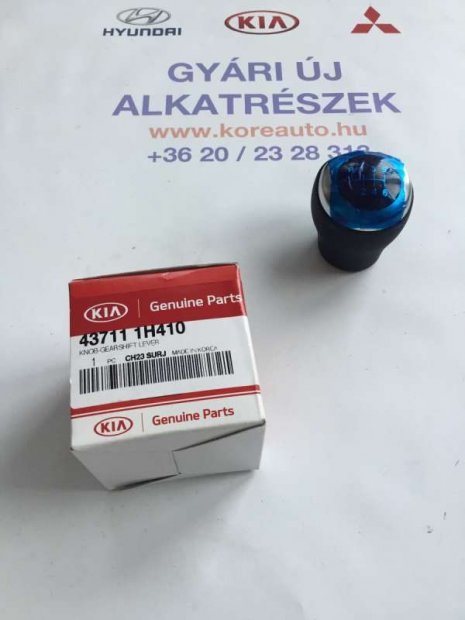 HYUNDAI KIA
GYÁRI ÚJ
ALKATRÉSZEK
www.koreauto.hu
+36 20 / 23 28 318
KIA Genuine Parts
43711 1H410
KNOB-GEARSHIFT LEVER
1 PC CH23 SURJ MADE IN KOREA
KIA Genuine Parts